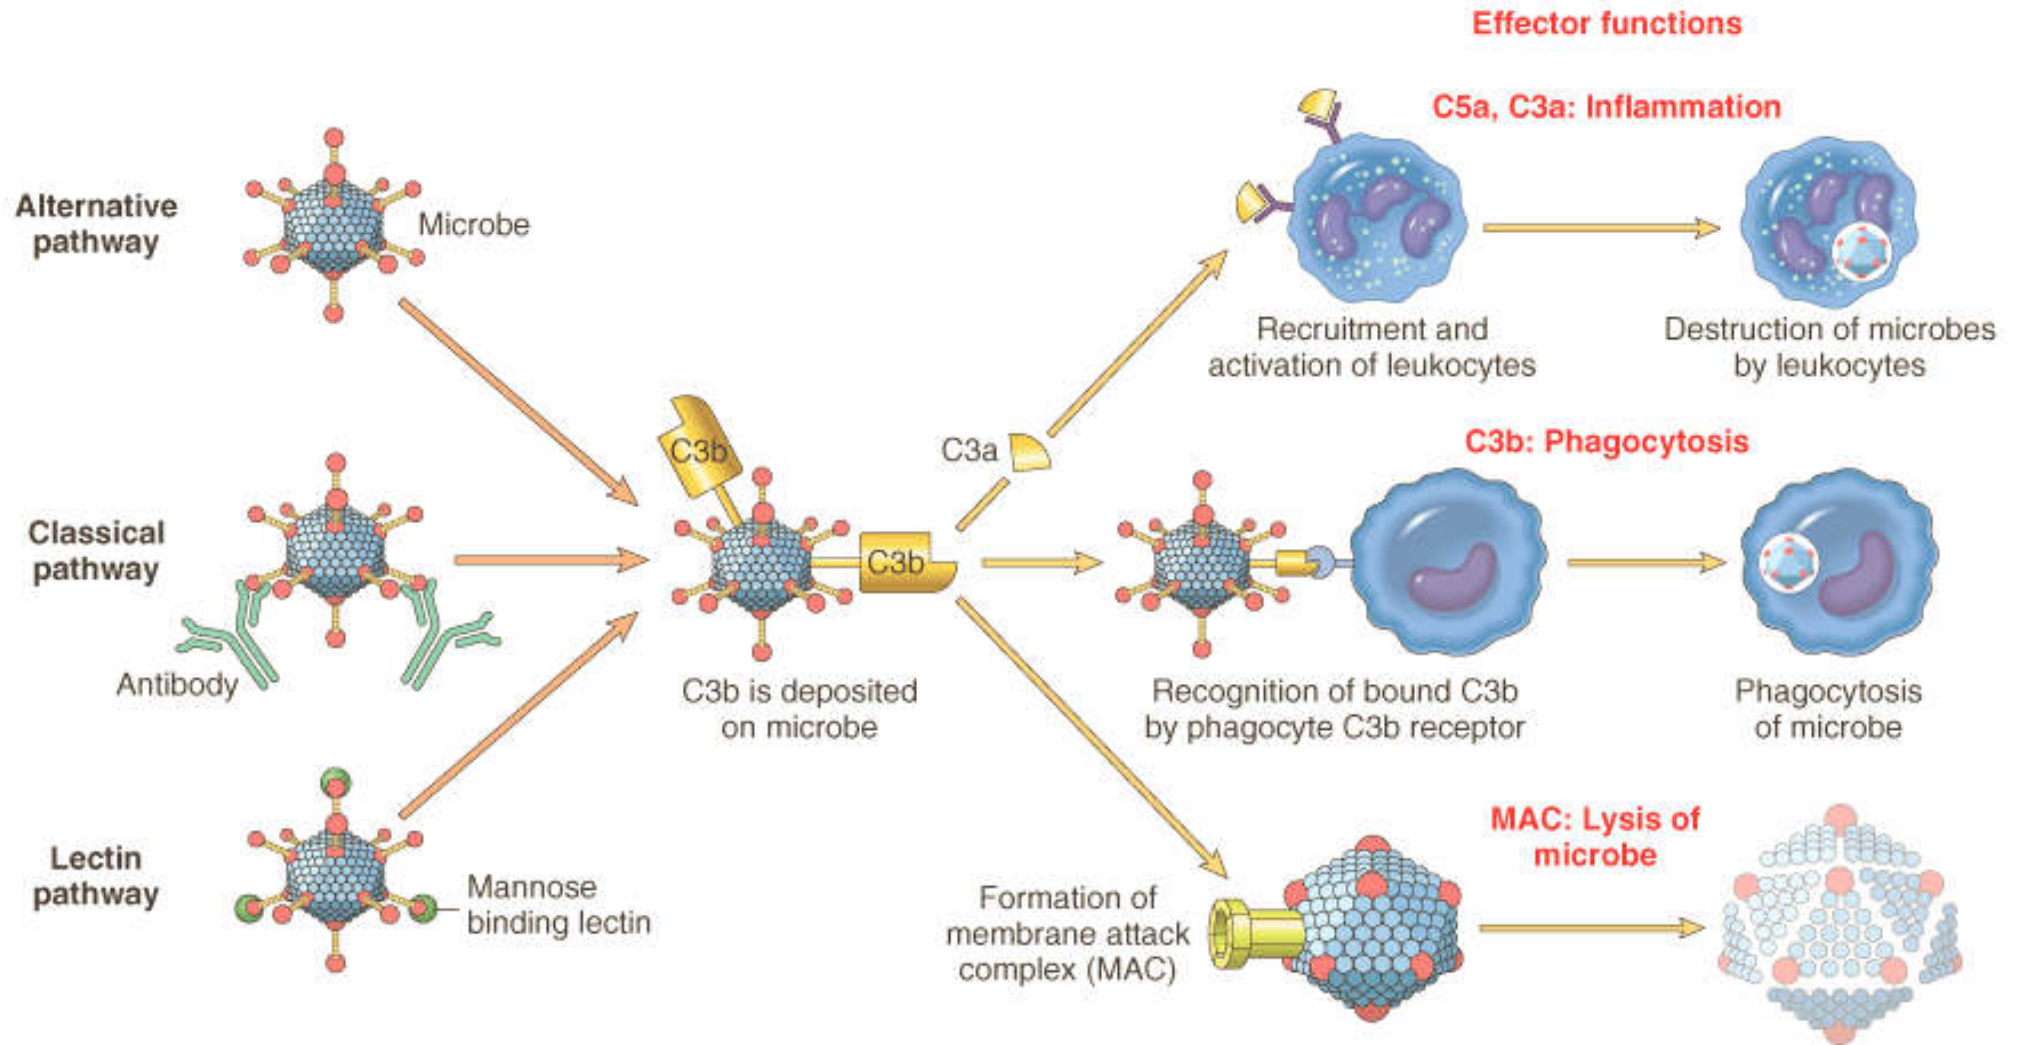 Effector functions
C5a, C3a: Inflammation
Alternative
pathway
Microbe
Recruitment and
activation of leukocytes
Destruction of microbes
by leukocytes
C3b
C3a
C3b: Phagocytosis
Classical
pathway
C3b
Antibody
C3b is deposited
on microbe
Recognition of bound C3b
by phagocyte C3b receptor
Phagocytosis
of microbe
Lectin
pathway
Mannose
binding lectin
Formation of
membrane attack
complex (MAC)
MAC: Lysis of
microbe